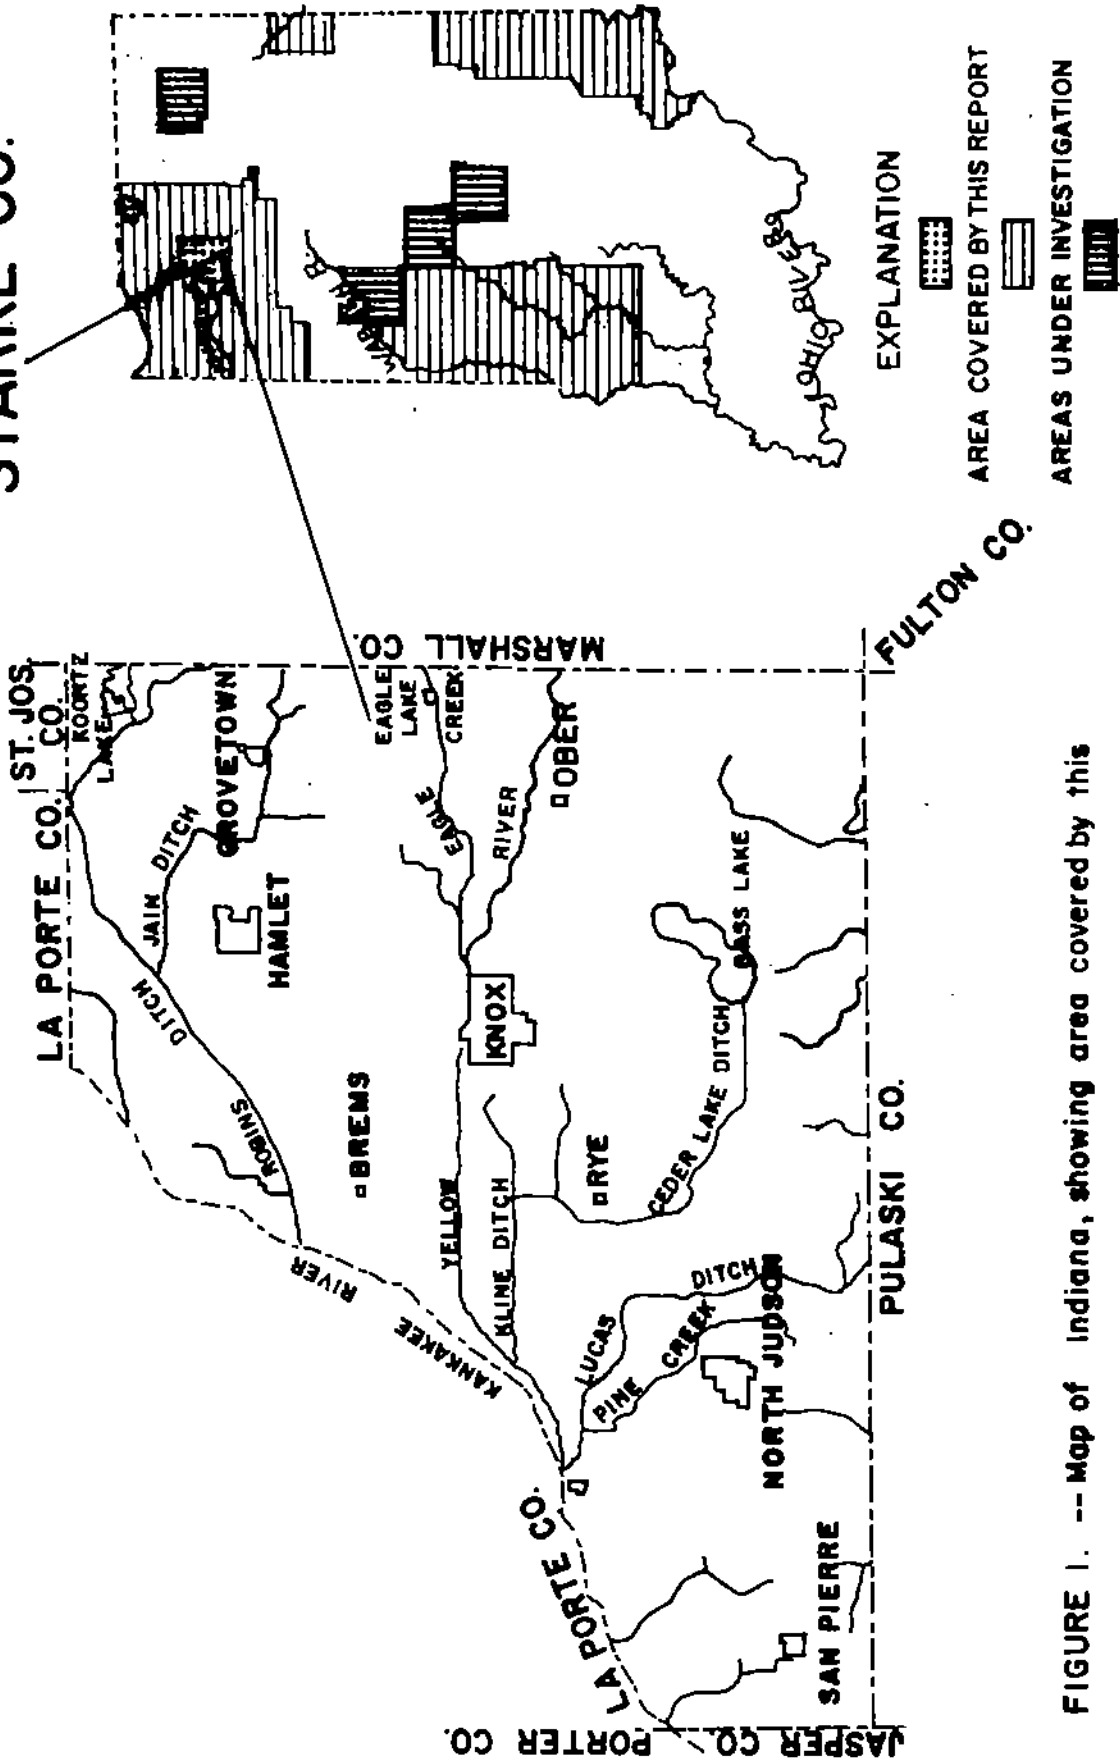 STARKE CO.
ST. JOS.
CO.
LA PORTE CO.
KOONTZ
LAKE
JAIN DITCH
GROVETOWN
HAMLET
ROBINS DITCH
BREMS
KANKAKEE RIVER
MARSHALL CO.
EAGLE
LAKE
EAGLE CREEK
YELLOW RIVER
KNOX
OBER
KLINE DITCH
RYE
CEDER LAKE DITCH
BASS LAKE
LUCAS DITCH
PINE CREEK
NORTH JUDSON
LA PORTE CO.
SAN PIERRE
PORTER CO.
JASPER CO.
PULASKI CO.
FULTON CO.
WABASH R.
OHIO RIVER
EXPLANATION
AREA COVERED BY THIS REPORT
AREAS UNDER INVESTIGATION
FIGURE 1. -- Map of Indiana, showing area covered by this